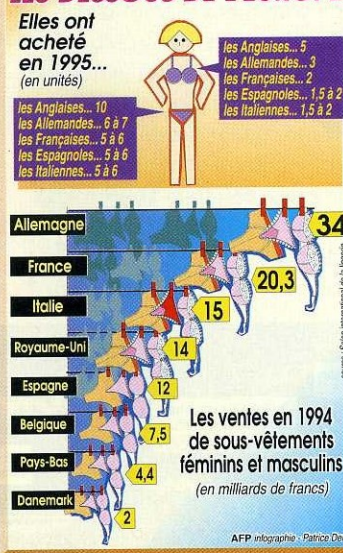 Elles ont
acheté
en 1995...
(en unités)
les Anglaises... 5
les Allemandes... 3
les Françaises... 2
les Espagnoles... 1,5 à 2
les Italiennes... 1,5 à 2
les Anglaises... 10
les Allemandes... 6 à 7
les Françaises... 5 à 6
les Espagnoles... 5 à 6
les Italiennes... 5 à 6
Allemagne 34
France 20,3
Italie 15
Royaume-Uni 14
Espagne 12
Belgique 7,5
Pays-Bas 4,4
Danemark 2
Les ventes en 1994
de sous-vêtements
féminins et masculins
(en milliards de francs)
AFP infographie - Patrice